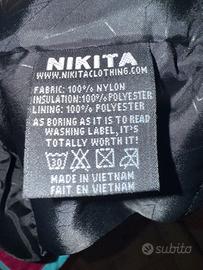 NIKITA
WWW.NIKITACLOTHING.COM
FABRIC: 100% NYLON
INSULATION:100% POLYESTER
LINING: 100% POLYESTER
AS BORING AS IT IS TO READ
WASHING LABEL, IT'S
TOTALLY WORTH IT!
30
MADE IN VIETNAM
FAIT EN VIETNAM
subito